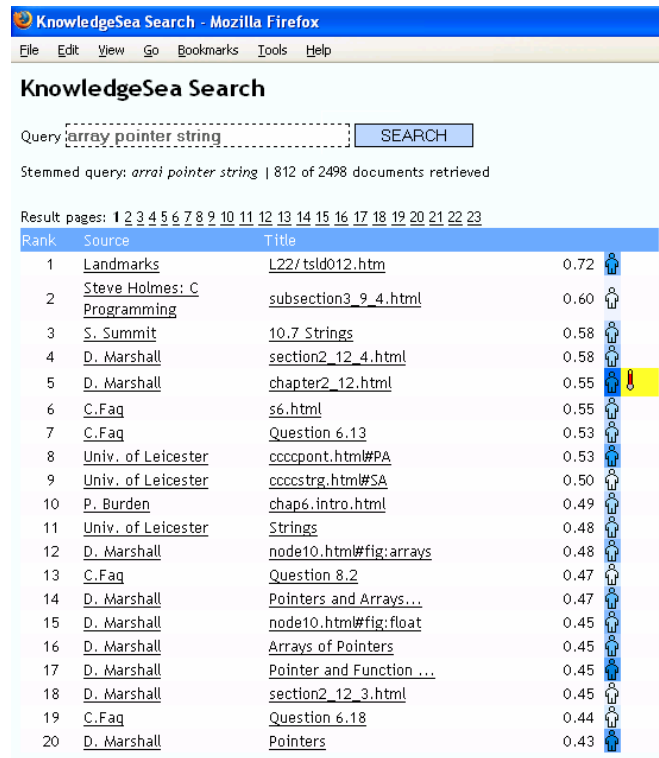 KnowledgeSea Search - Mozilla Firefox
File Edit View Go Bookmarks Tools Help
KnowledgeSea Search
Query array pointer string SEARCH
Stemmed query: arrai pointer string | 812 of 2498 documents retrieved
Result pages: 1 2 3 4 5 6 7 8 9 10 11 12 13 14 15 16 17 18 19 20 21 22 23
Rank Source Title
1 Landmarks L22/tsld012.htm 0.72
2 Steve Holmes: C Programming subsection3_9_4.html 0.60
3 S. Summit 10.7 Strings 0.58
4 D. Marshall section2_12_4.html 0.58
5 D. Marshall chapter2_12.html 0.55
6 C.Faq s6.html 0.55
7 C.Faq Question 6.13 0.53
8 Univ. of Leicester ccccpont.html#PA 0.53
9 Univ. of Leicester ccccstrg.html#SA 0.50
10 P. Burden chap6.intro.html 0.49
11 Univ. of Leicester Strings 0.48
12 D. Marshall node10.html#fig:arrays 0.48
13 C.Faq Question 8.2 0.47
14 D. Marshall Pointers and Arrays... 0.47
15 D. Marshall node10.html#fig:float 0.45
16 D. Marshall Arrays of Pointers 0.45
17 D. Marshall Pointer and Function ... 0.45
18 D. Marshall section2_12_3.html 0.45
19 C.Faq Question 6.18 0.44
20 D. Marshall Pointers 0.43